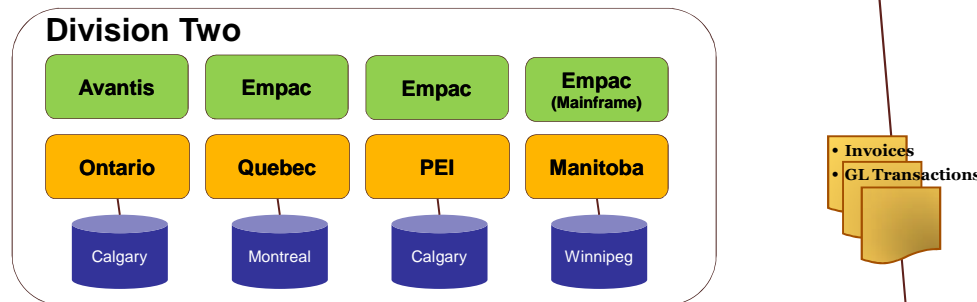 Division Two
Avantis
Empac
Empac
Empac
(Mainframe)
Ontario
Quebec
PEI
Manitoba
Calgary
Montreal
Calgary
Winnipeg
• Invoices
• GL Transactions